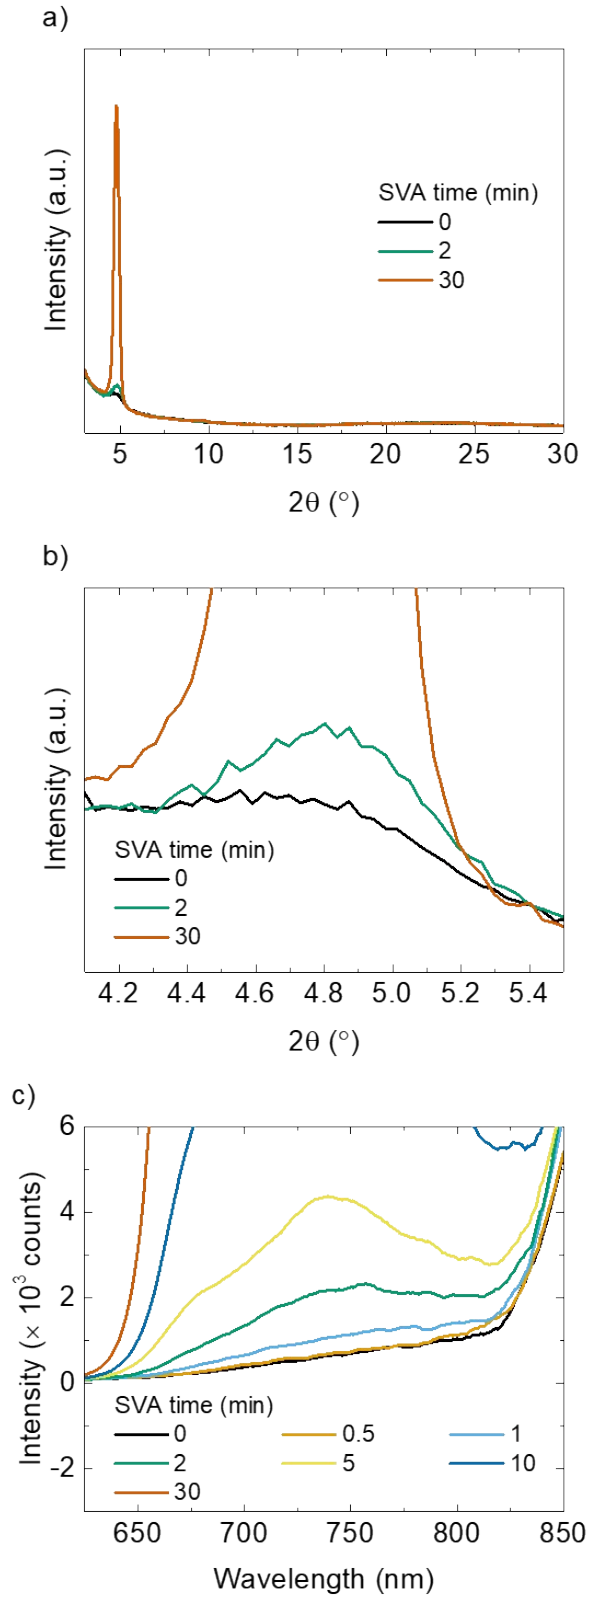 a)
Intensity (a.u.)
SVA time (min)
0
2
30
5 10 15 20 25 30
2θ (°)
b)
Intensity (a.u.)
SVA time (min)
0
2
30
4.2 4.4 4.6 4.8 5.0 5.2 5.4
2θ (°)
c)
6
4
2
0
-2
Intensity (× 10³ counts)
SVA time (min)
0 0.5 1
2 5 10
30
650 700 750 800 850
Wavelength (nm)